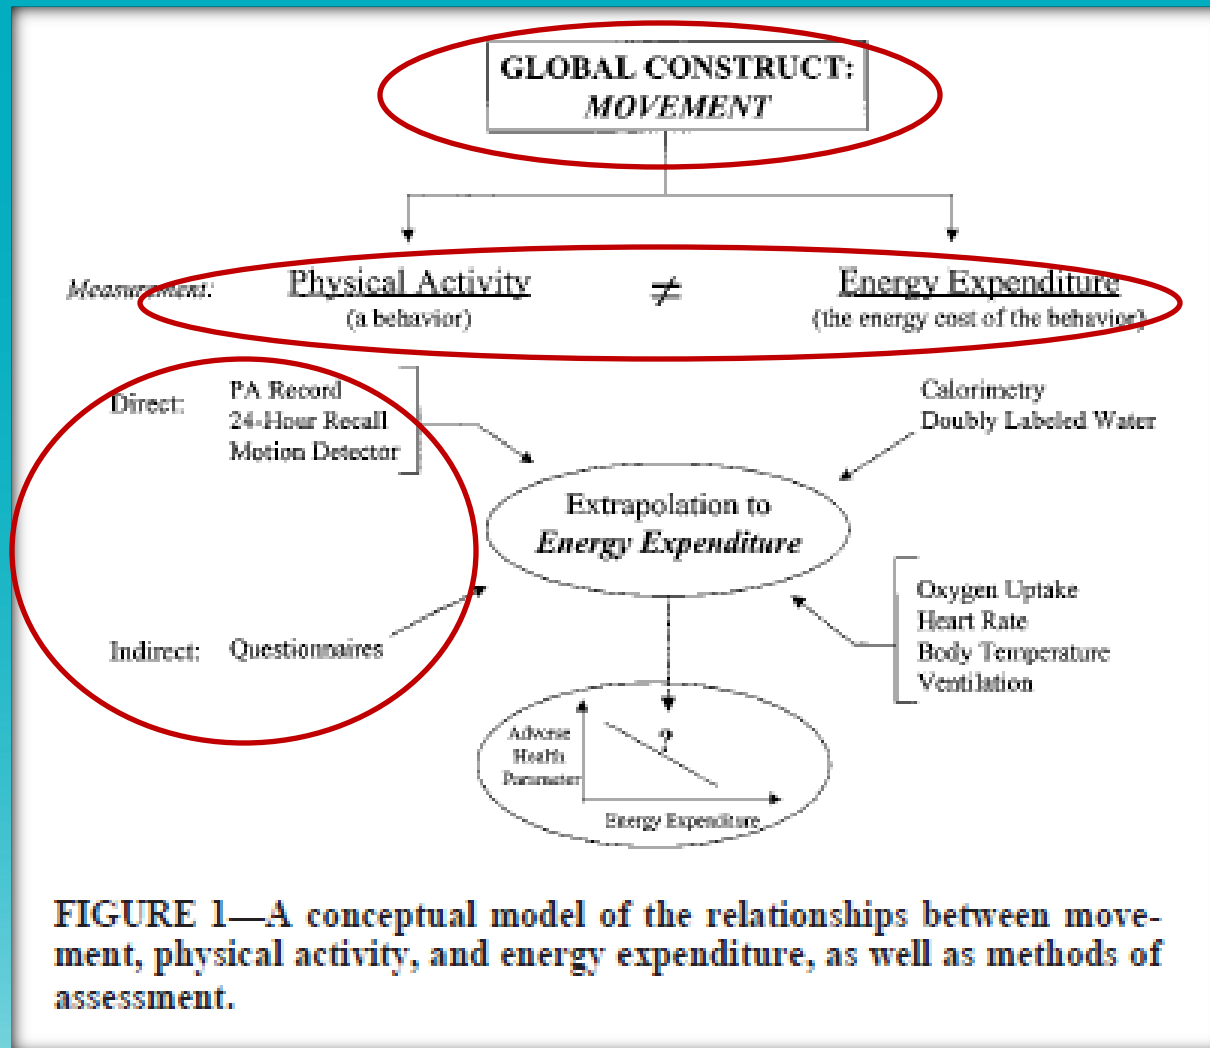 GLOBAL CONSTRUCT:
MOVEMENT
Measurement: Physical Activity ≠ Energy Expenditure
(a behavior) (the energy cost of the behavior)
Direct: PA Record
24-Hour Recall
Motion Detector
Calorimetry
Doubly Labeled Water
Extrapolation to
Energy Expenditure
Oxygen Uptake
Heart Rate
Body Temperature
Ventilation
Indirect: Questionnaires
Adverse
Health
Parameter
?
Energy Expenditure
FIGURE 1—A conceptual model of the relationships between move-
ment, physical activity, and energy expenditure, as well as methods of
assessment.